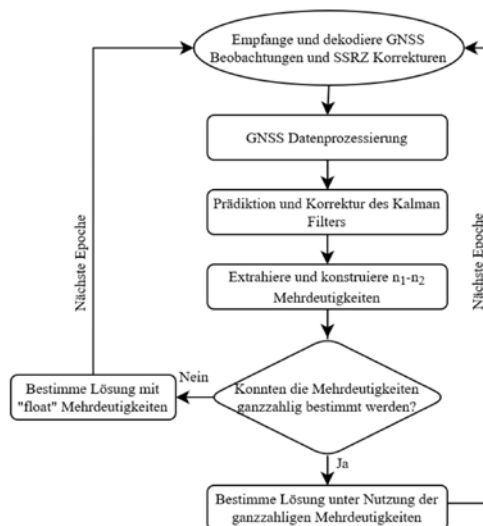 Empfange und dekodiere GNSS
Beobachtungen und SSRZ Korrekturen
GNSS Datenprozessierung
Prädiktion und Korrektur des Kalman
Filters
Extrahiere und konstruiere n₁-n₂
Mehrdeutigkeiten
Konnten die Mehrdeutigkeiten
ganzzahlig bestimmt werden?
Nein
Bestimme Lösung mit
"float" Mehrdeutigkeiten
Nächste Epoche
Ja
Bestimme Lösung unter Nutzung der
ganzzahligen Mehrdeutigkeiten
Nächste Epoche